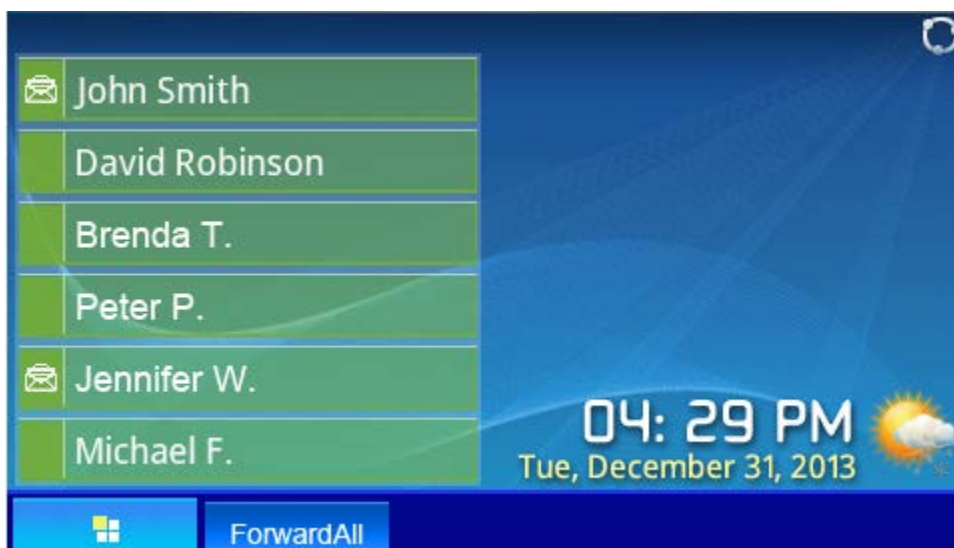 John Smith
David Robinson
Brenda T.
Peter P.
Jennifer W.
Michael F.
04: 29 PM
Tue, December 31, 2013
ForwardAll